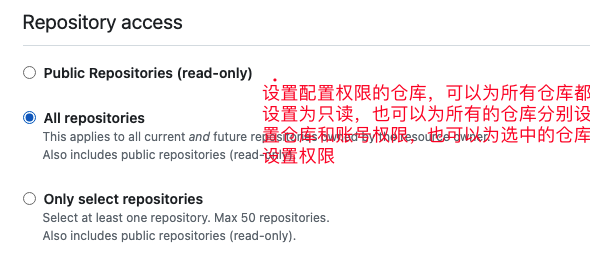 Repository access
Public Repositories (read-only)
设置配置权限的仓库，可以为所有仓库都
All repositories
设置为只读，也可以为所有的仓库分别设
This applies to all current and future repositories owned by the resource owner.
置仓库和账号权限，也可以为选中的仓库
Also includes public repositories (read-only).
设置权限
Only select repositories
Select at least one repository. Max 50 repositories.
Also includes public repositories (read-only).